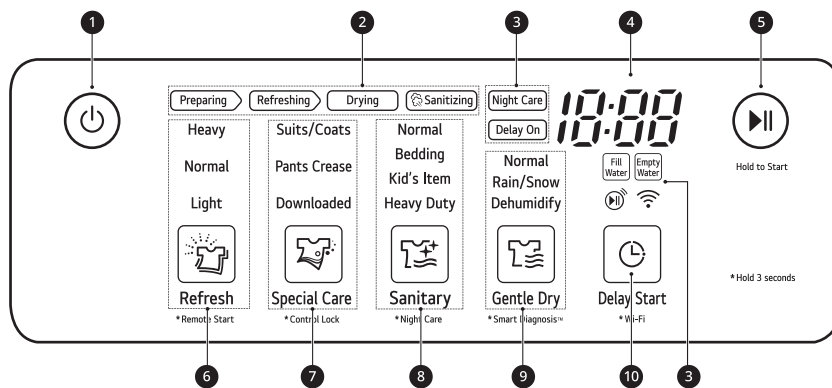 1
2
3
4
5
Preparing
Refreshing
Drying
Sanitizing
Night Care
Delay On
18:88
Hold to Start
Heavy
Normal
Light
Refresh
*Remote Start
Suits/Coats
Pants Crease
Downloaded
Special Care
*Control Lock
Normal
Bedding
Kid's Item
Heavy Duty
Sanitary
*Night Care
Normal
Rain/Snow
Dehumidify
Gentle Dry
*Smart Diagnosis™
Fill
Water
Empty
Water
Delay Start
*Wi-Fi
*Hold 3 seconds
6
7
8
9
10
3